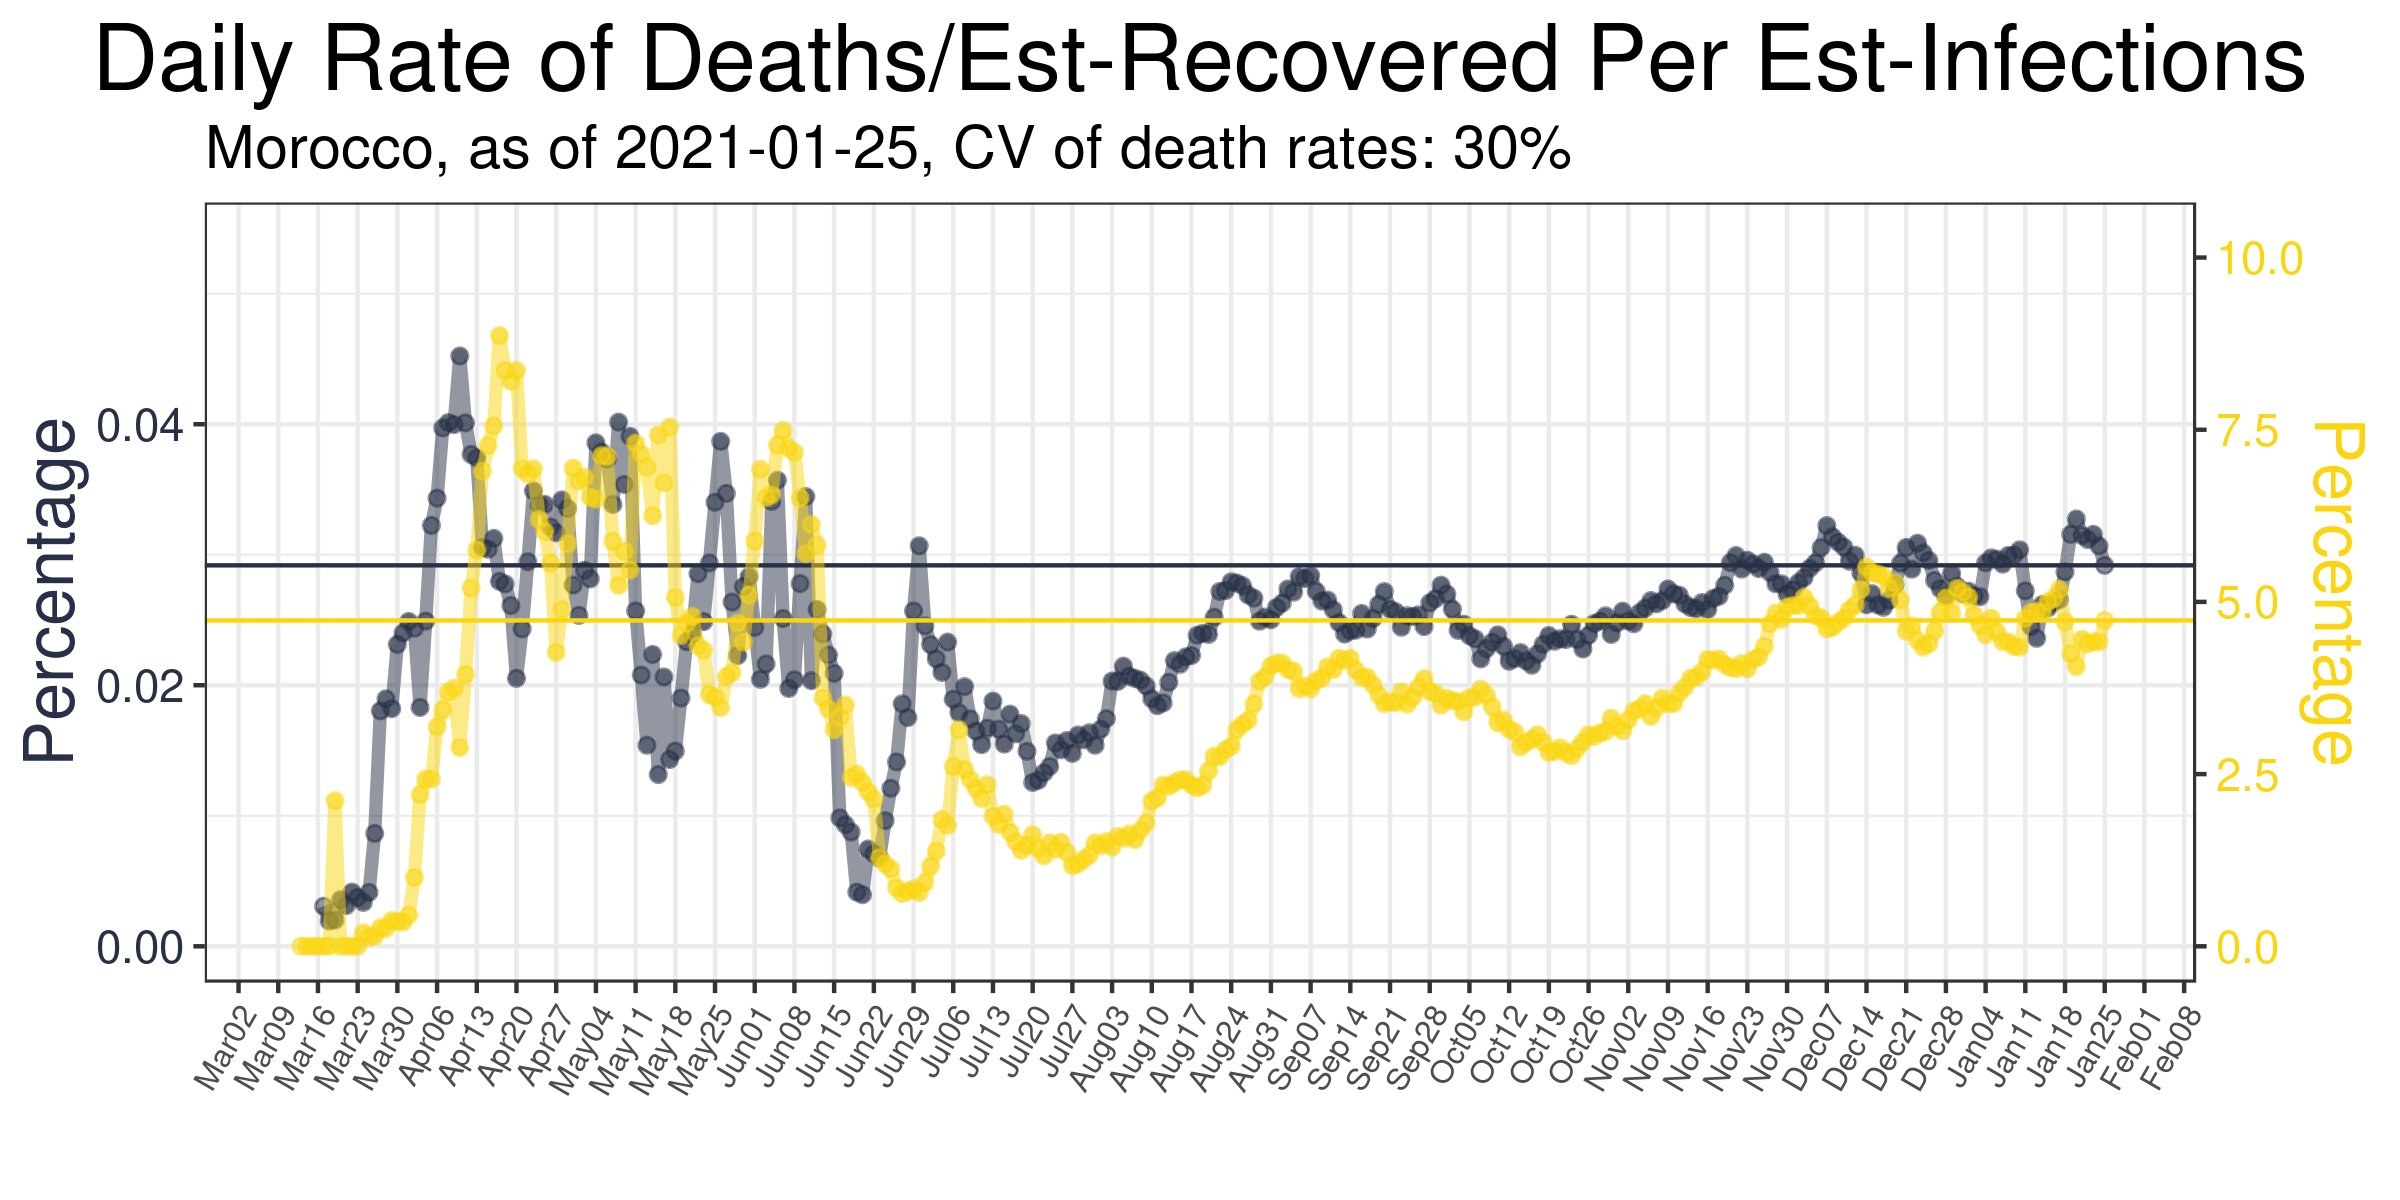 Daily Rate of Deaths/Est-Recovered Per Est-Infections
Morocco, as of 2021-01-25, CV of death rates: 30%
Percentage
0.04
0.02
0.00
10.0
7.5
5.0
2.5
0.0
Percentage
Mar02
Mar09
Mar16
Mar23
Mar30
Apr06
Apr13
Apr20
Apr27
May04
May11
May18
May25
Jun01
Jun08
Jun15
Jun22
Jun29
Jul06
Jul13
Jul20
Jul27
Aug03
Aug10
Aug17
Aug24
Aug31
Sep07
Sep14
Sep21
Sep28
Oct05
Oct12
Oct19
Oct26
Nov02
Nov09
Nov16
Nov23
Nov30
Dec07
Dec14
Dec21
Dec28
Jan04
Jan11
Jan18
Jan25
Feb01
Feb08